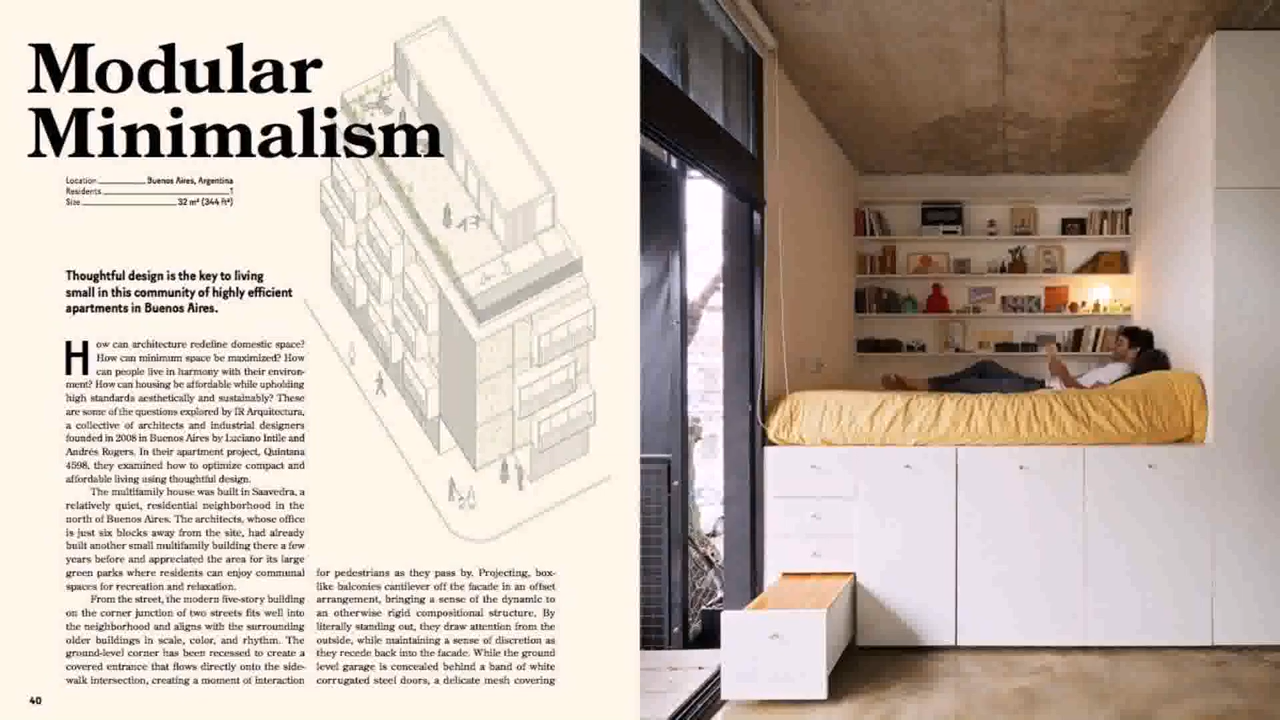 Modular
Minimalism
Location Buenos Aires, Argentina
Residents 1
Size 32 m² (344 ft²)
Thoughtful design is the key to living
small in this community of highly efficient
apartments in Buenos Aires.
How can architecture redefine domestic space?
How can minimum space be maximized? How
can people live in harmony with their environ-
ment? How can housing be affordable while upholding
high standards aesthetically and sustainably? These
are some of the questions explored by IR Arquitectura,
a collective of architects and industrial designers
founded in 2008 in Buenos Aires by Luciano Intile and
Andrés Rogers. In their apartment project, Quintana
4598, they examined how to optimize compact and
affordable living using thoughtful design.
The multifamily house was built in Saavedra, a
relatively quiet, residential neighborhood in the
north of Buenos Aires. The architects, whose office
is just six blocks away from the site, had already
built another small multifamily building there a few
years before and appreciated the area for its large
green parks where residents can enjoy communal
spaces for recreation and relaxation.
From the street, the modern five-story building
on the corner junction of two streets fits well into
the neighborhood and aligns with the surrounding
older buildings in scale, color, and rhythm. The
ground-level corner has been recessed to create a
covered entrance that flows directly onto the side-
walk intersection, creating a moment of interaction
for pedestrians as they pass by. Projecting, box-
like balconies cantilever off the facade in an offset
arrangement, bringing a sense of the dynamic to
an otherwise rigid compositional structure. By
literally standing out, they draw attention from the
outside, while maintaining a sense of discretion as
they recede back into the facade. While the ground
level garage is concealed behind a band of white
corrugated steel doors, a delicate mesh covering
40